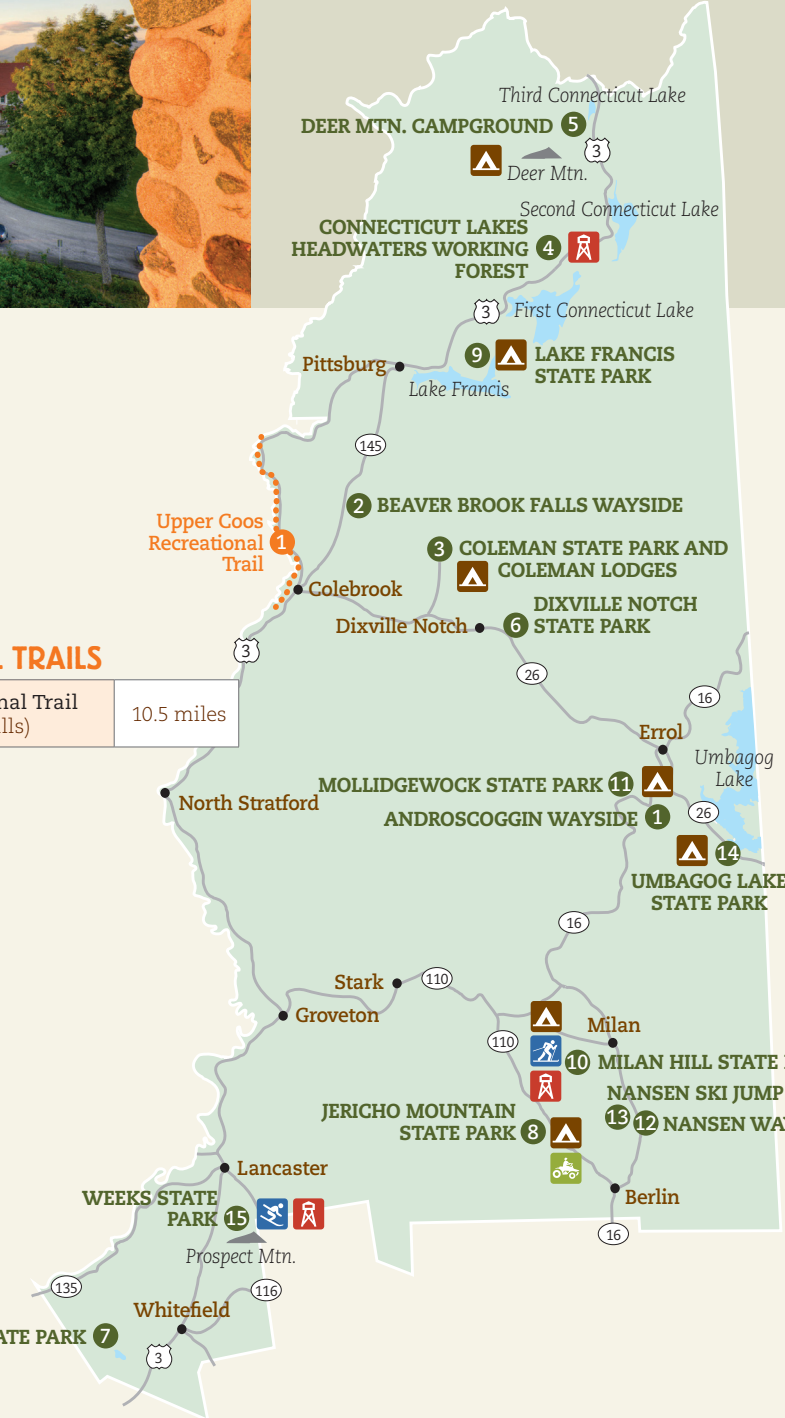 Third Connecticut Lake
DEER MTN. CAMPGROUND 5
3
Deer Mtn.
Second Connecticut Lake
CONNECTICUT LAKES
HEADWATERS WORKING
FOREST
4
3
First Connecticut Lake
9
LAKE FRANCIS
STATE PARK
Pittsburg
Lake Francis
145
2 BEAVER BROOK FALLS WAYSIDE
Upper Coos
Recreational
Trail
1
3 COLEMAN STATE PARK AND
COLEMAN LODGES
Colebrook
DIXVILLE NOTCH
STATE PARK
6
Dixville Notch
3
TRAILS
nal Trail
lls)
10.5 miles
26
16
Errol
Umbagog
Lake
MOLLIDGEWOCK STATE PARK 11
North Stratford
ANDROSCOGGIN WAYSIDE 1
26
14
UMBAGOG LAKE
STATE PARK
16
Stark
110
Groveton
Milan
110
10 MILAN HILL STATE
NANSEN SKI JUMP
13
12 NANSEN WA
JERICHO MOUNTAIN
STATE PARK 8
Lancaster
Berlin
WEEKS STATE
PARK 15
16
Prospect Mtn.
135
116
Whitefield
ATE PARK 7
3